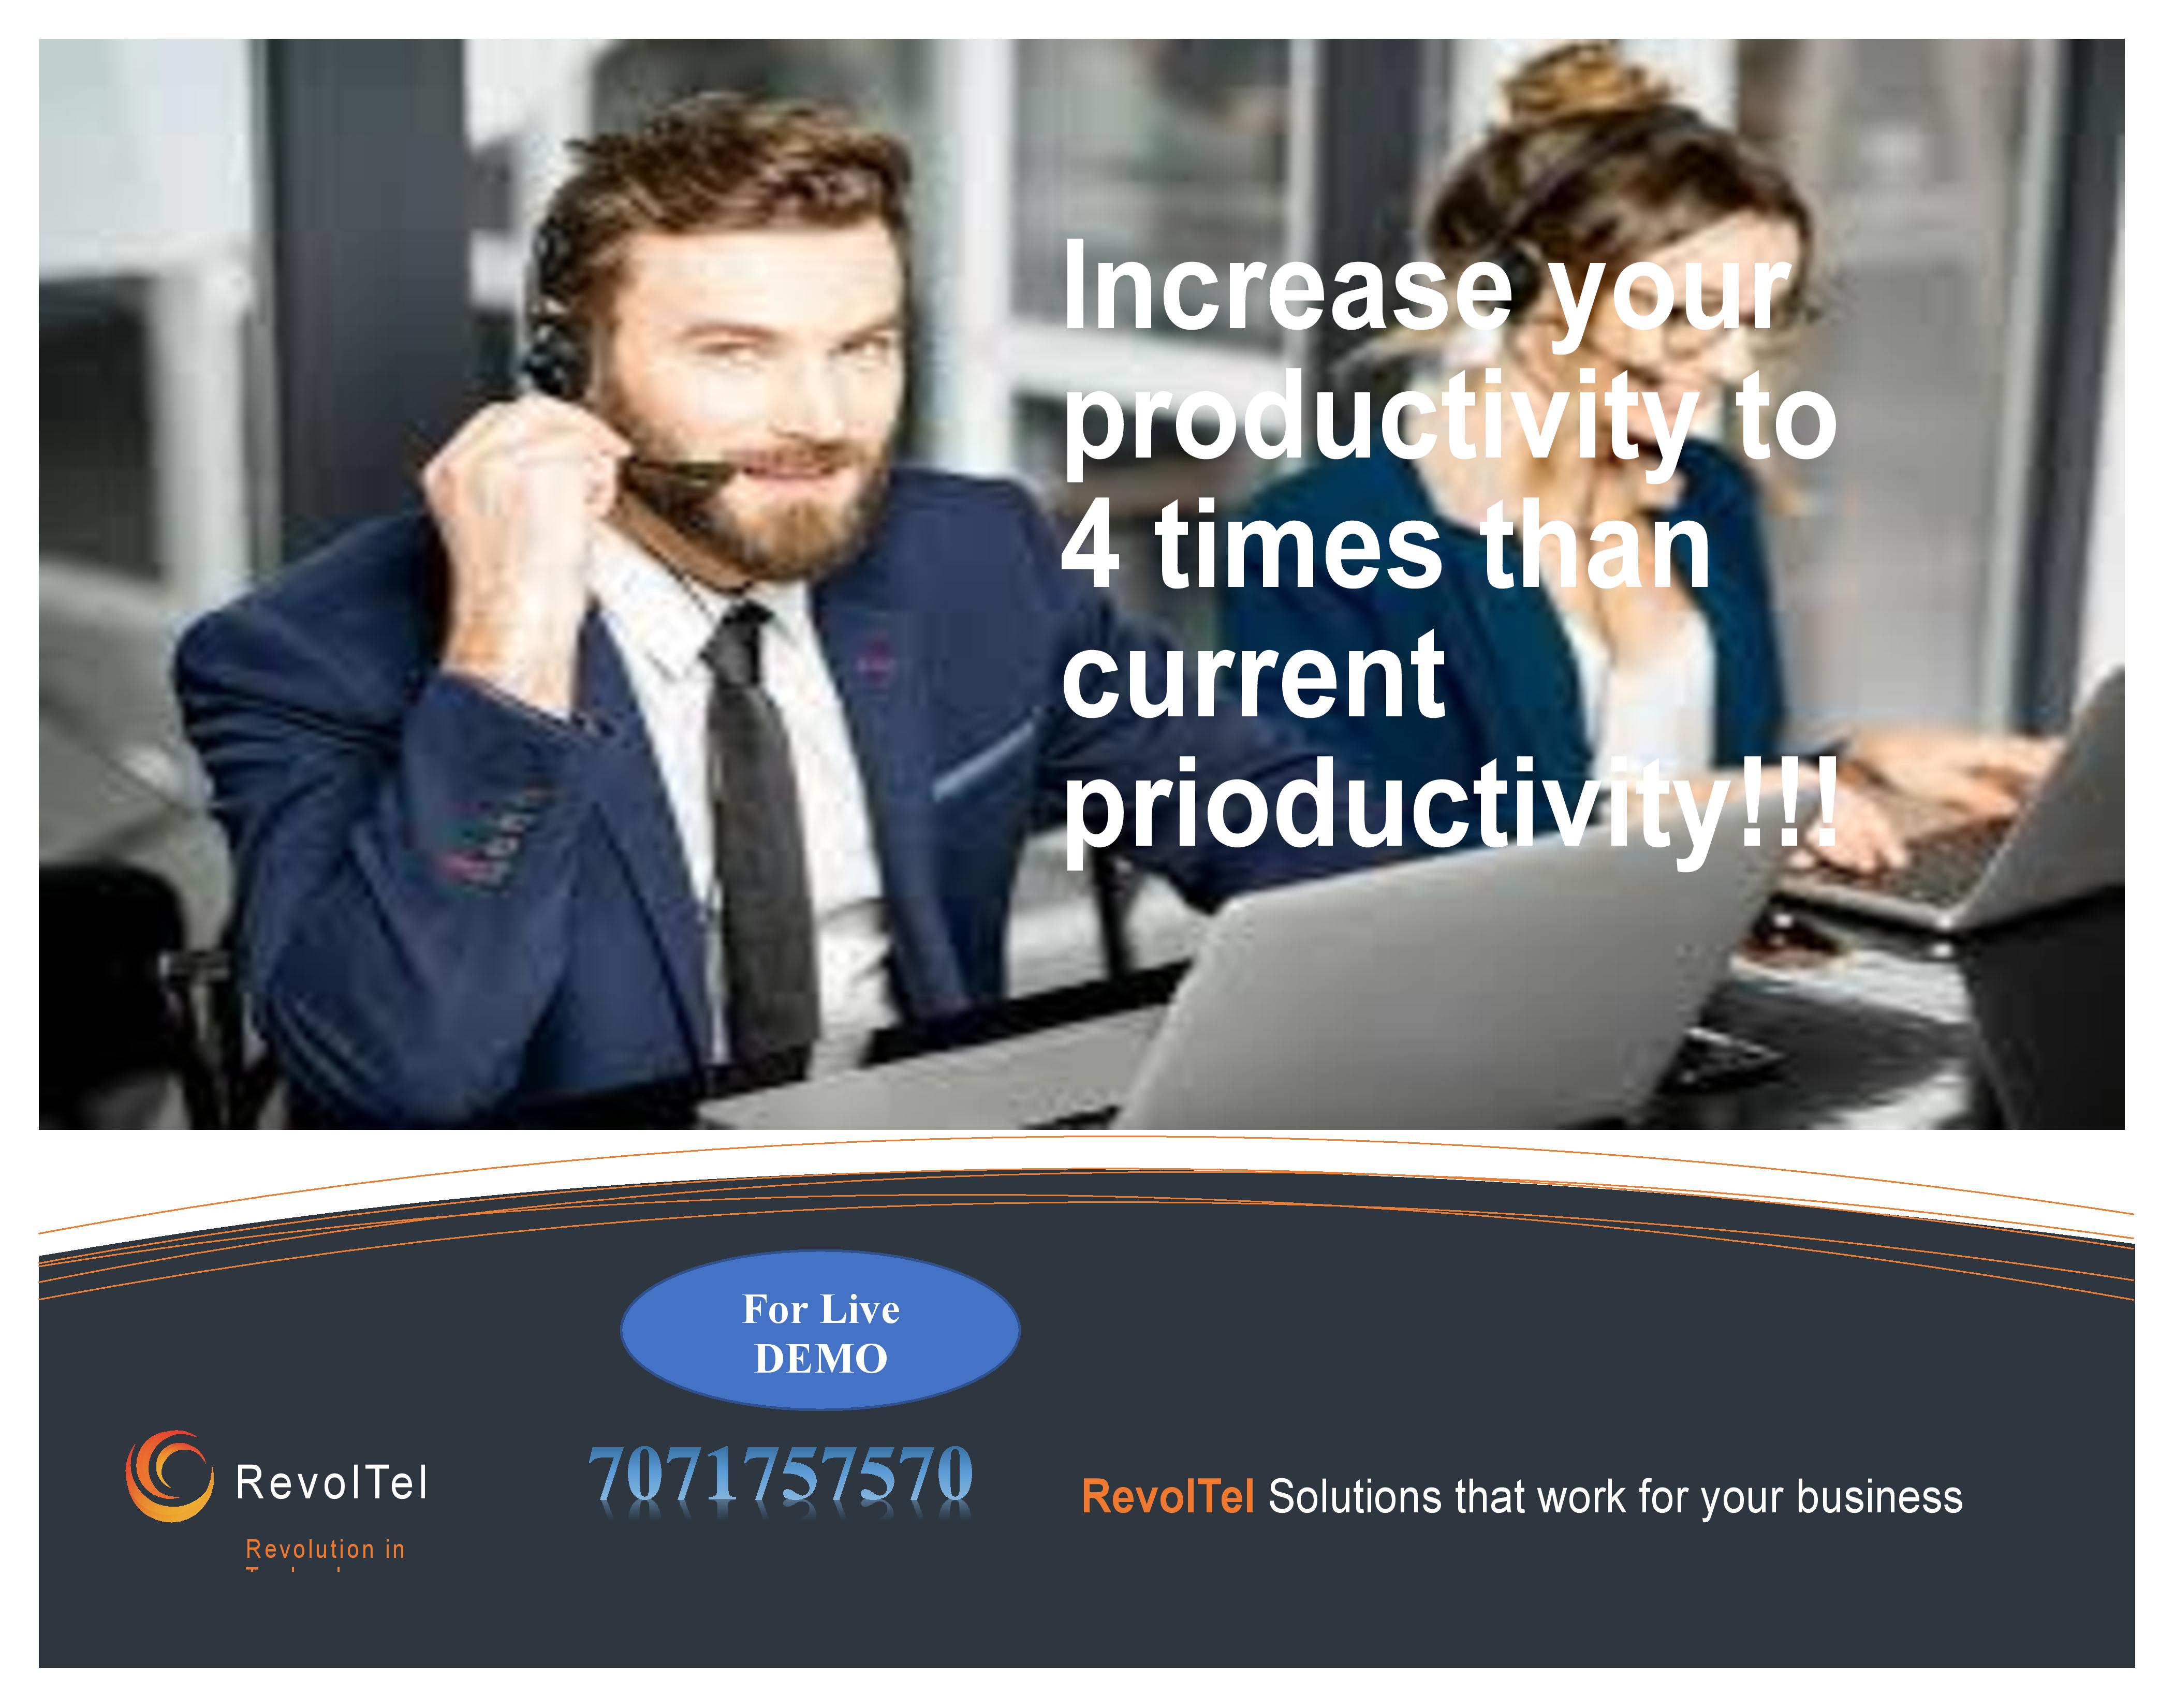 Increase your
productivity to
4 times than
current
prioductivity!!!
For Live
DEMO
7071757570
RevolTel
Revolution in
RevolTel Solutions that work for your business